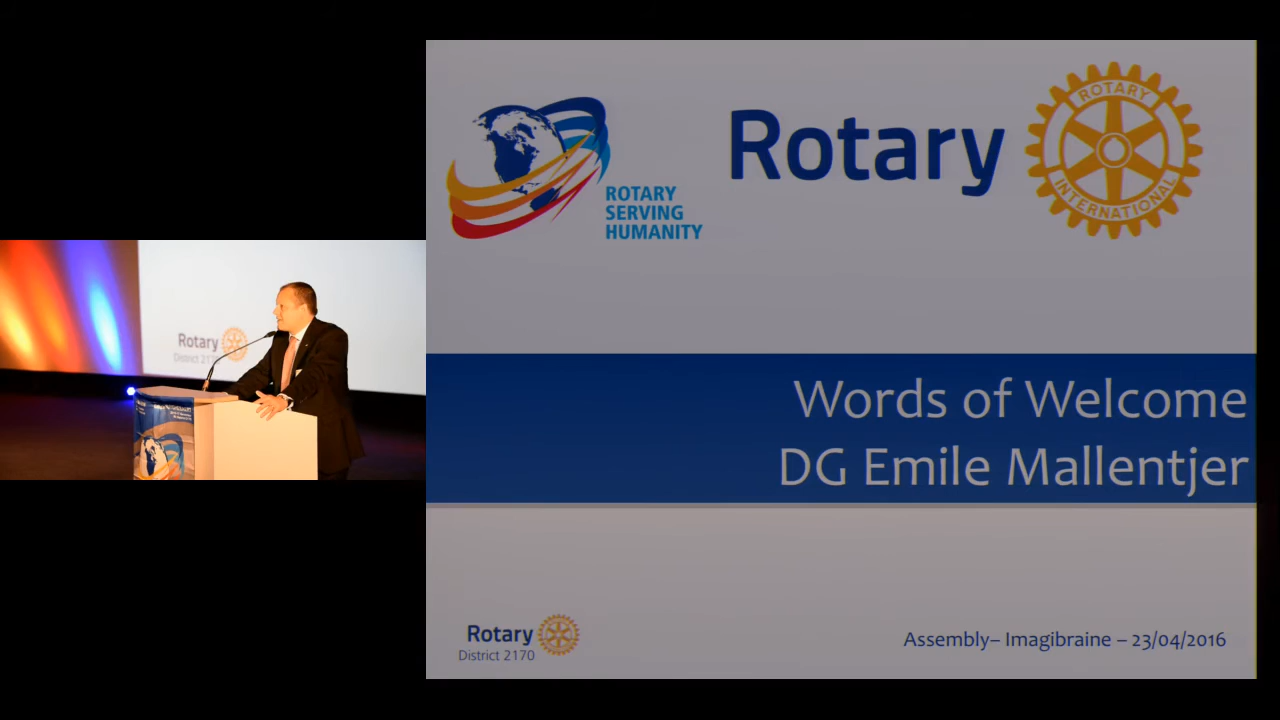 Rotary
ROTARY
INTERNATIONAL
ROTARY
SERVING
HUMANITY
Words of Welcome
DG Emile Mallentjer
Rotary
District 2170
Assembly– Imagibraine – 23/04/2016
Rotary
District 217